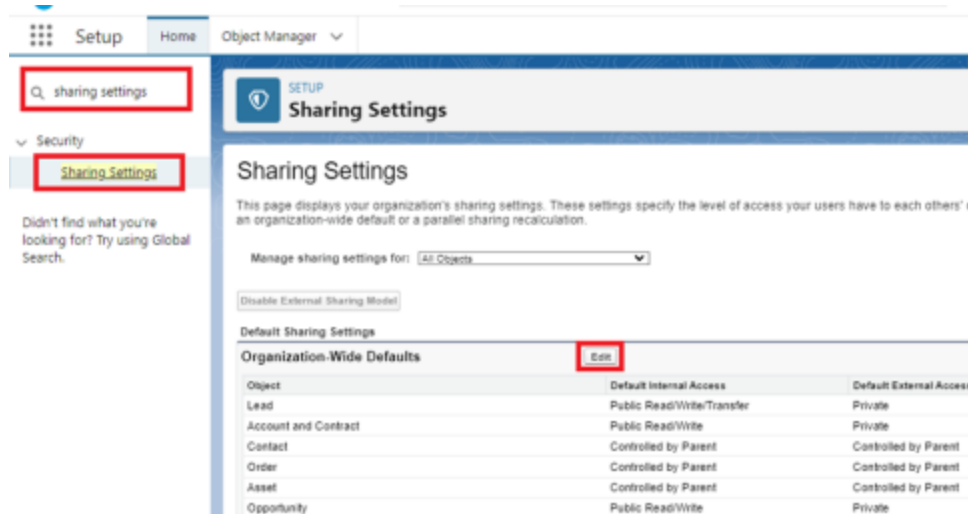 Setup
Home
Object Manager
sharing settings
Security
Sharing Settings
Didn't find what you're
looking for? Try using Global
Search.
SETUP
Sharing Settings
Sharing Settings
This page displays your organization's sharing settings. These settings specify the level of access your users have to each others'
an organization-wide default or a parallel sharing recalculation.
Manage sharing settings for: All Objects
Disable External Sharing Model
Default Sharing Settings
Organization-Wide Defaults Edit
Object Default Internal Access Default External Access
Lead Public Read/Write/Transfer Private
Account and Contract Public Read/Write Private
Contact Controlled by Parent Controlled by Parent
Order Controlled by Parent Controlled by Parent
Asset Controlled by Parent Controlled by Parent
Opportunity Public Read/Write Private